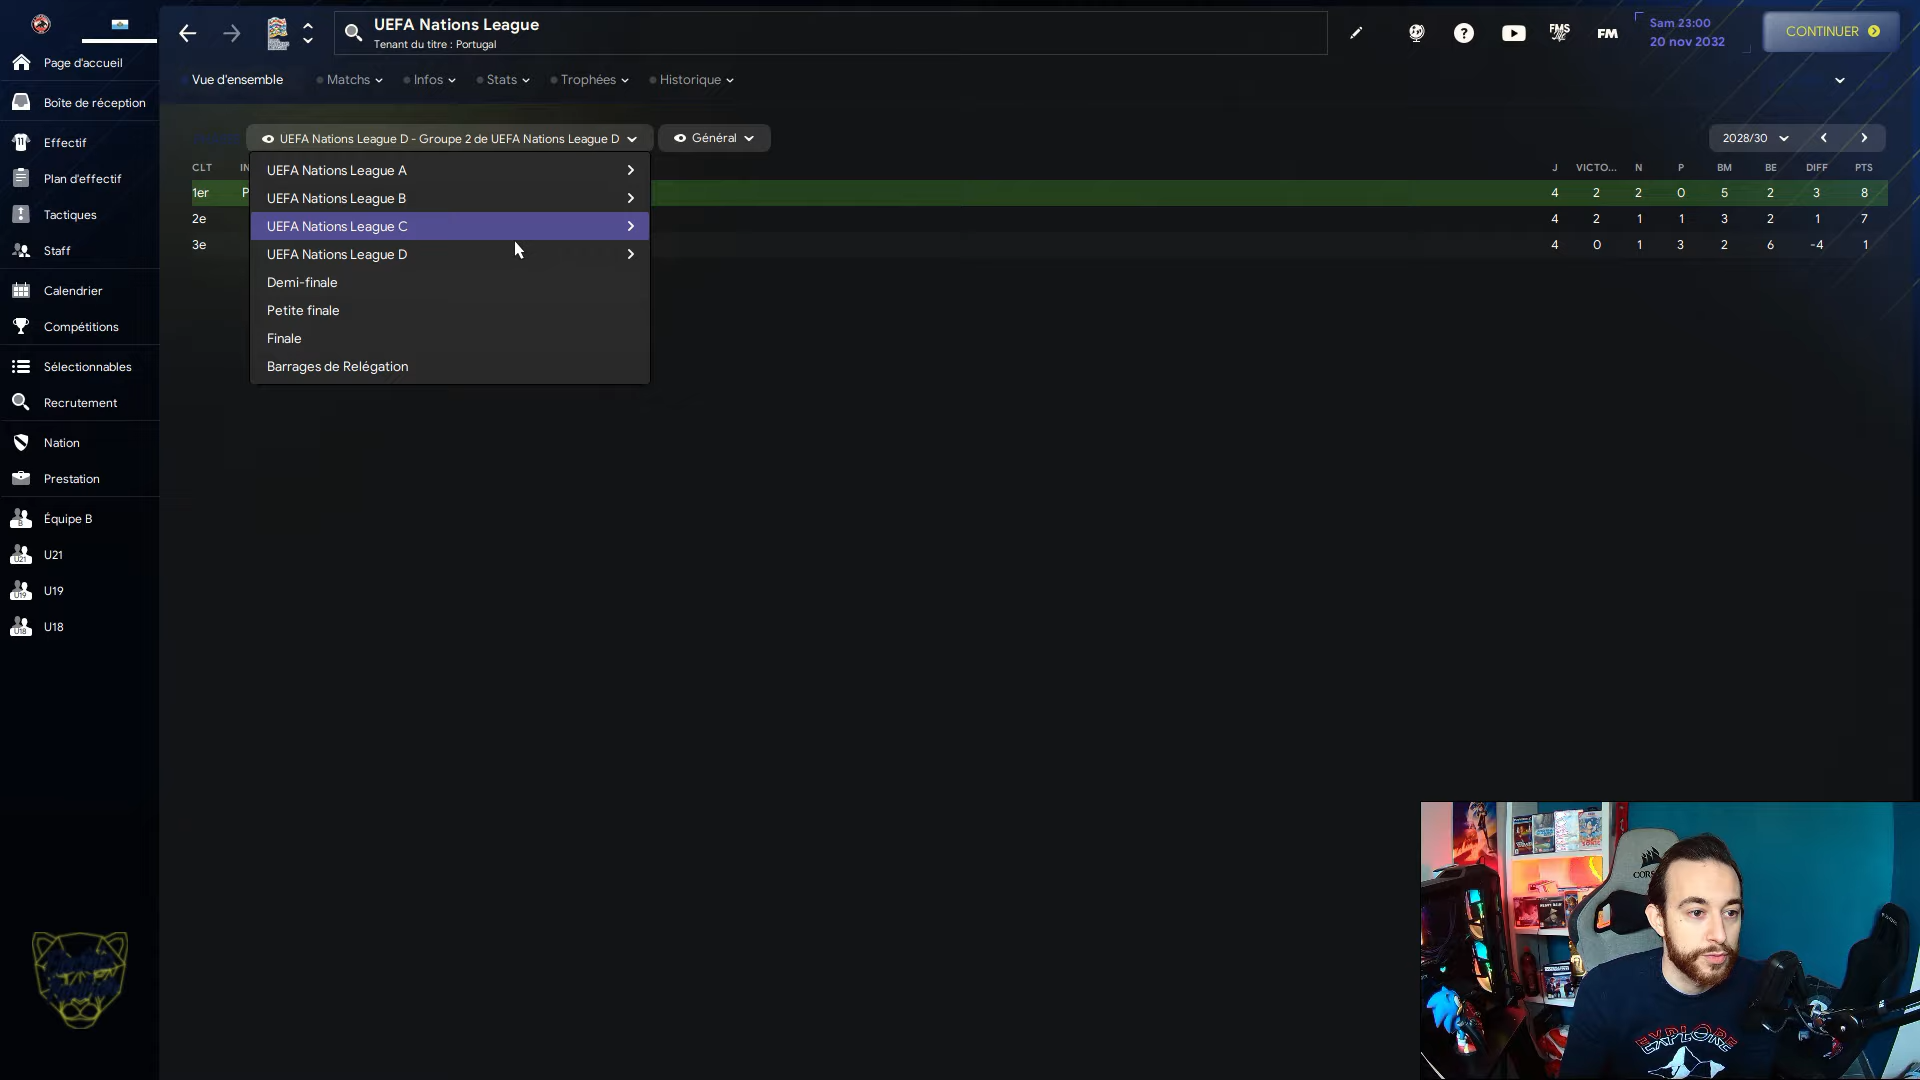 UEFA Nations League
Tenant du titre : Portugal
FMS
FM
Sam 23:00
20 nov 2032
CONTINUER
Page d'accueil
Boîte de réception
Effectif
Plan d'effectif
Tactiques
Staff
Calendrier
Compétitions
Sélectionnables
Recrutement
Nation
Prestation
Équipe B
U21
U19
U18
Vue d'ensemble
Matchs
Infos
Stats
Trophées
Historique
UEFA Nations League D - Groupe 2 de UEFA Nations League D
Général
2028/30
CLT IN J VICTO... N P BM BE DIFF PTS
1er P 4 2 2 0 5 2 3 8
2e 4 2 1 1 3 2 1 7
3e 4 0 1 3 2 6 -4 1
UEFA Nations League A
UEFA Nations League B
UEFA Nations League C
UEFA Nations League D
Demi-finale
Petite finale
Finale
Barrages de Relégation
EXPLORE